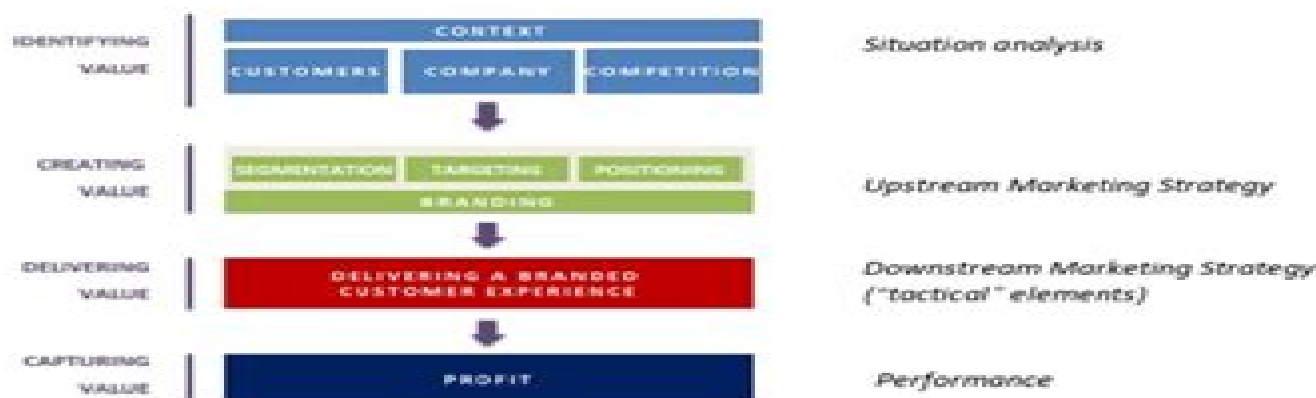 IDENTIFYING
VALUE
CONTEXT
CUSTOMERS COMPANY COMPETITION
Situation analysis
CREATING
VALUE
SEGMENTATION TARGETING POSITIONING
BRANDING
Upstream Marketing Strategy
DELIVERING
VALUE
DELIVERING A BRANDED
CUSTOMER EXPERIENCE
Downstream Marketing Strategy
("tactical" elements)
CAPTURING
VALUE
PROFIT
Performance